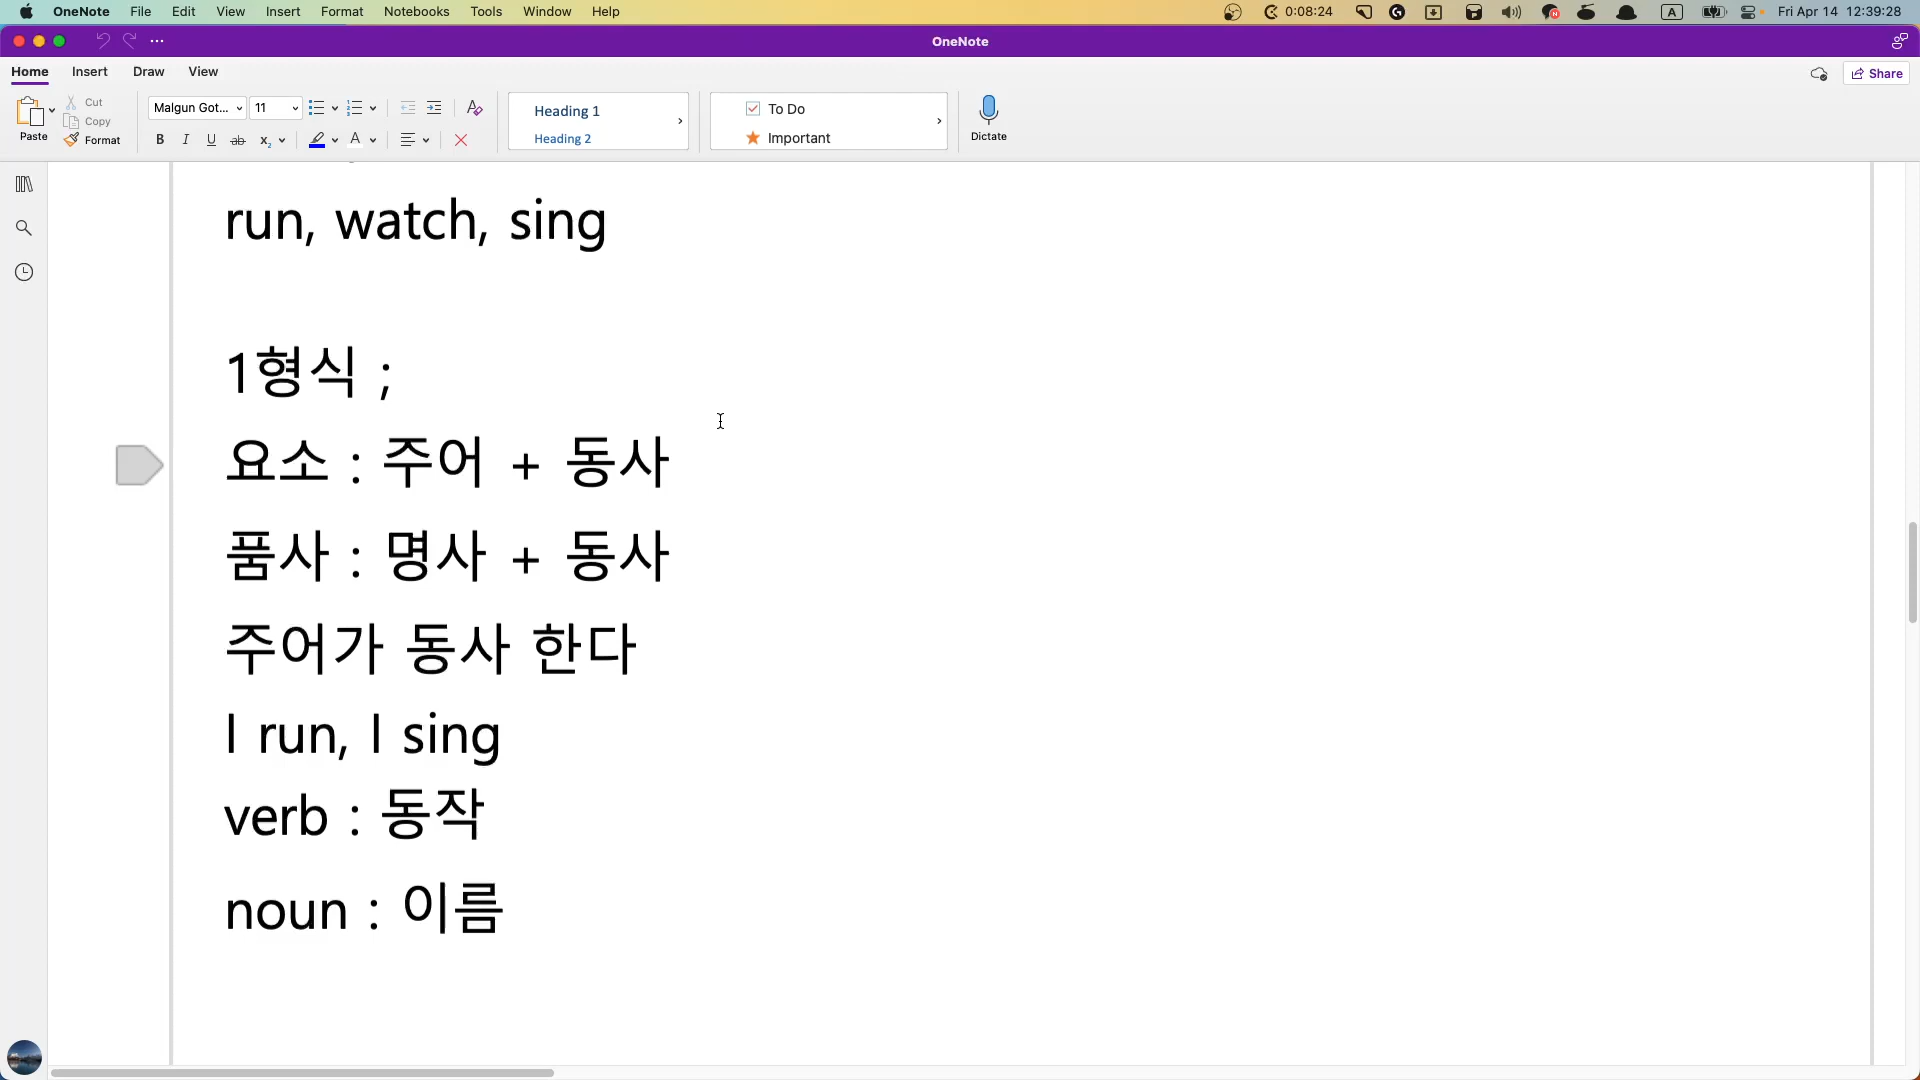 OneNote File Edit View Insert Format Notebooks Tools Window Help 0:08:24 A Fri Apr 14 12:39:28
OneNote
Home Insert Draw View Share
Paste Cut Copy Format
Malgun Got... 11
B I U ab x₂ A
Heading 1
Heading 2
To Do
Important
Dictate
run, watch, sing
1형식 ;
요소 : 주어 + 동사
품사 : 명사 + 동사
주어가 동사 한다
I run, I sing
verb : 동작
noun : 이름